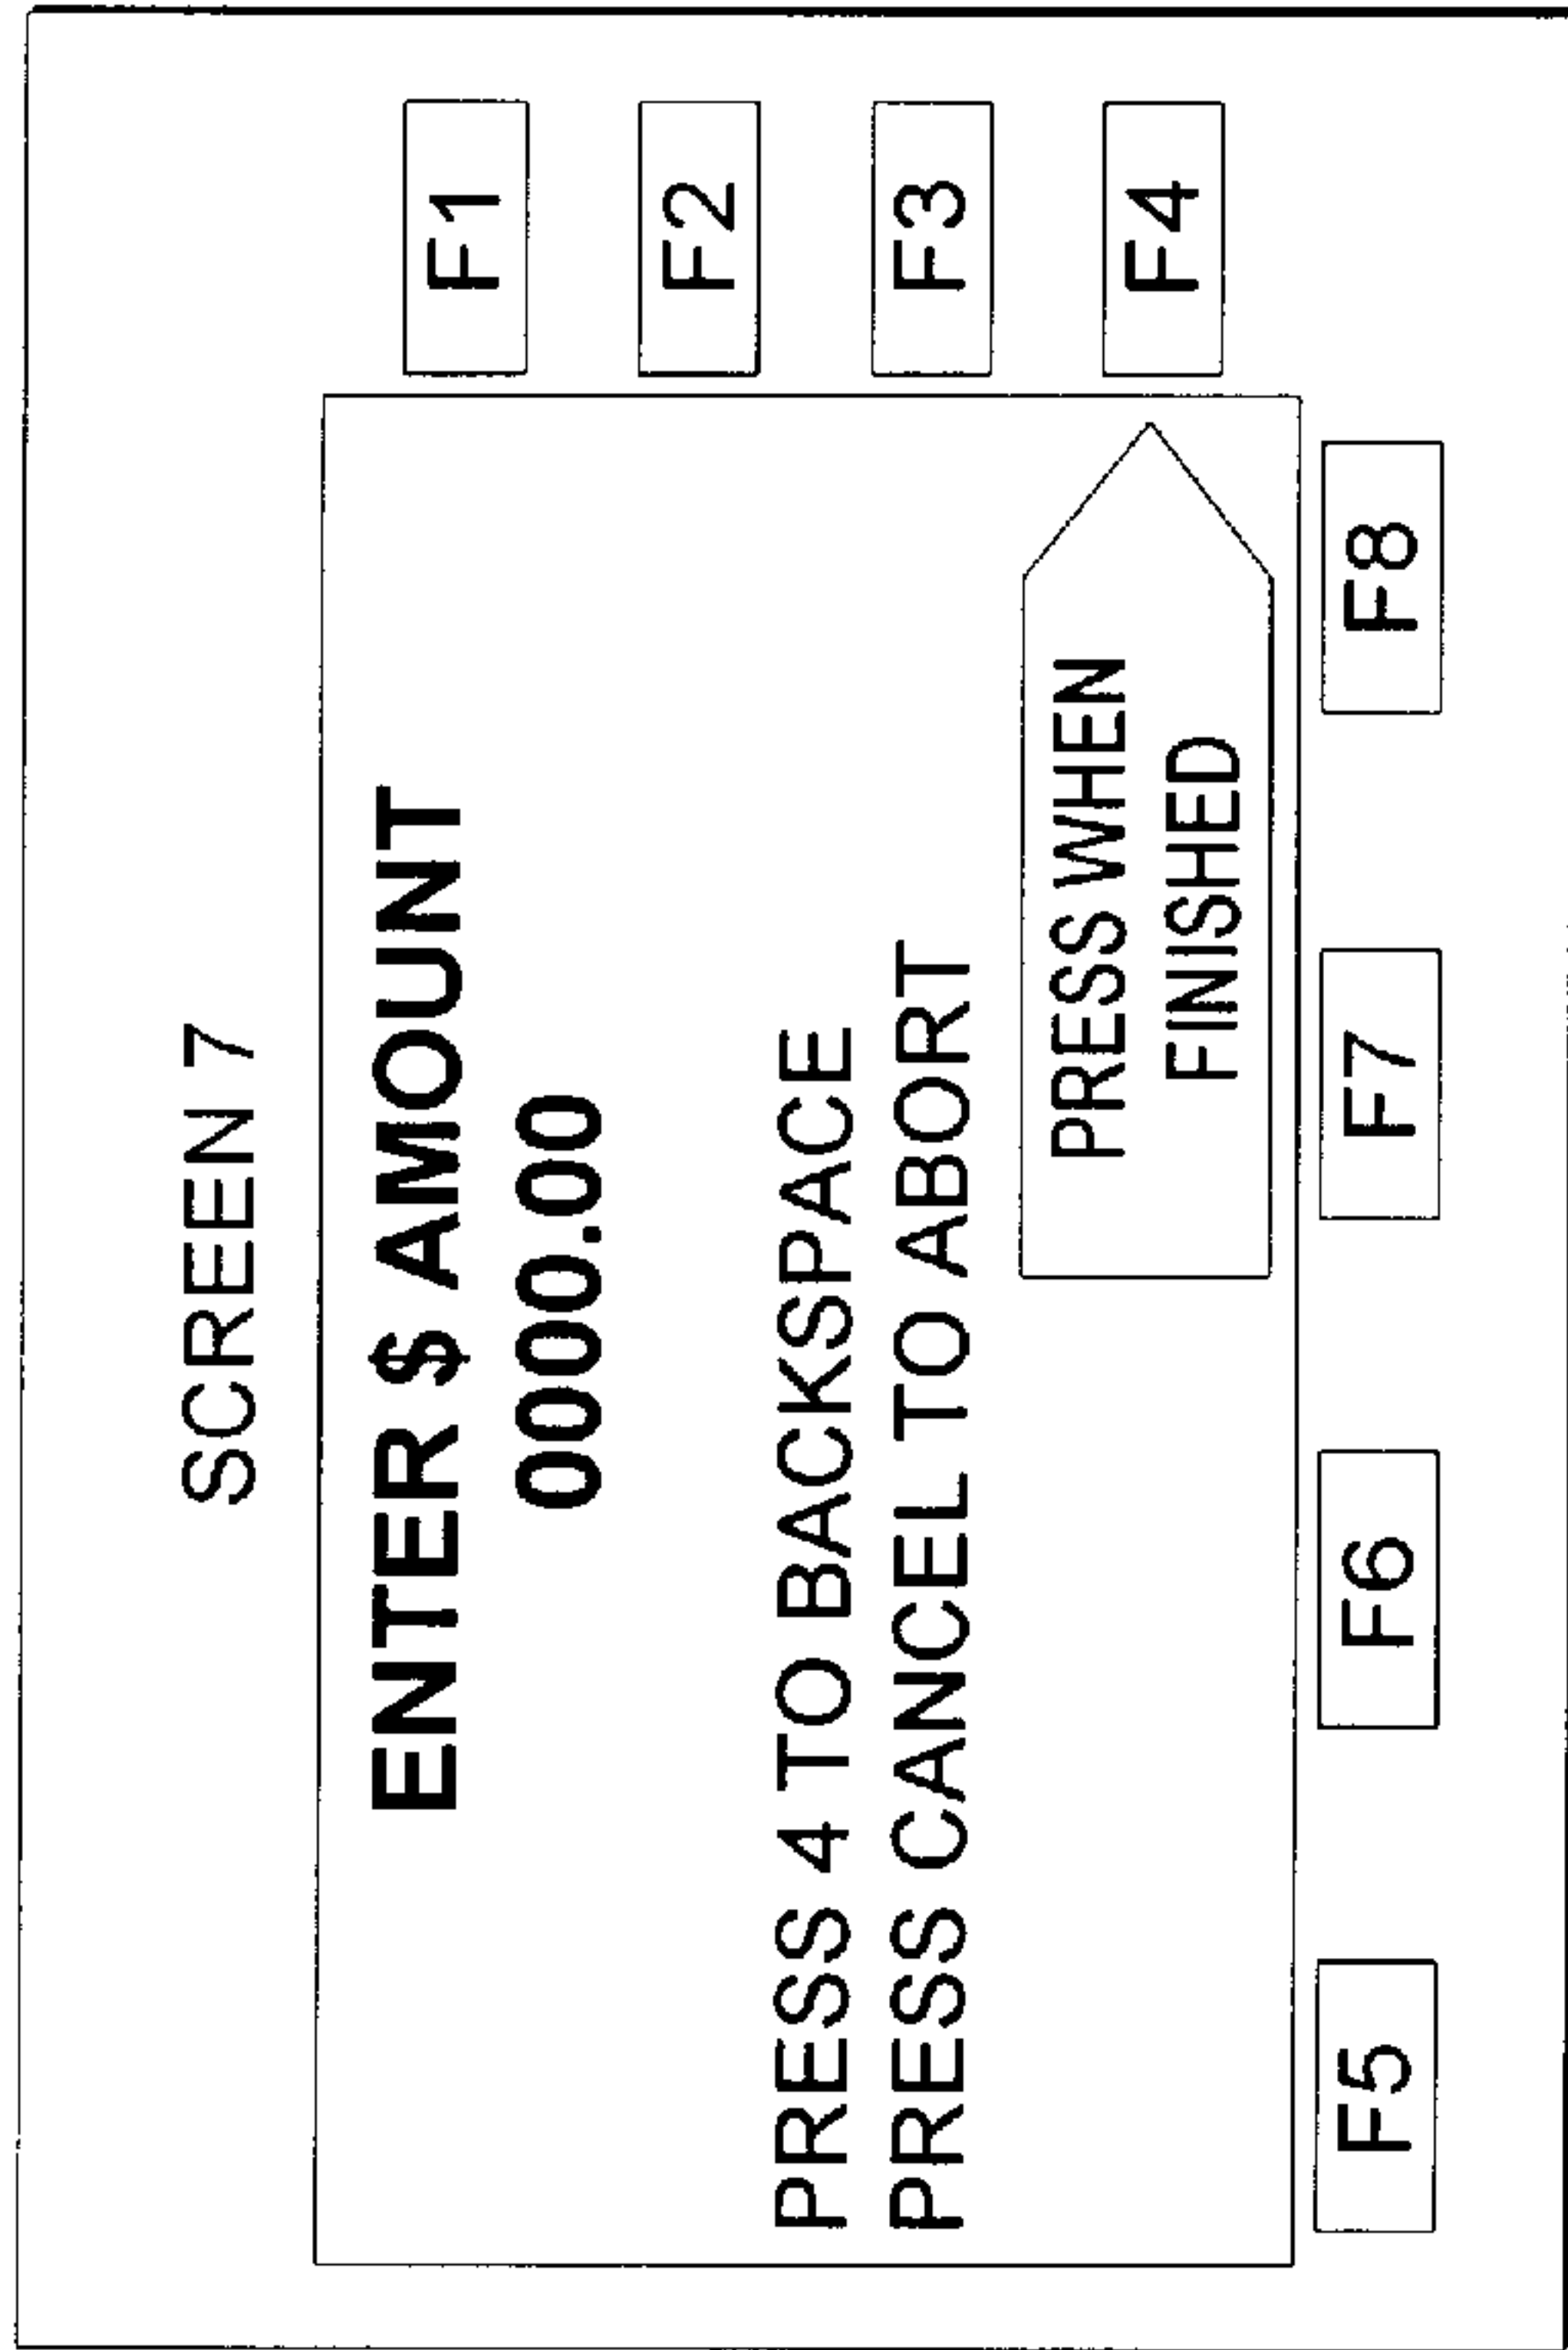 SCREEN 7
ENTER $ AMOUNT
0000.00
PRESS 4 TO BACKSPACE
PRESS CANCEL TO ABORT
PRESS WHEN
FINISHED
F1
F2
F3
F4
F5
F6
F7
F8